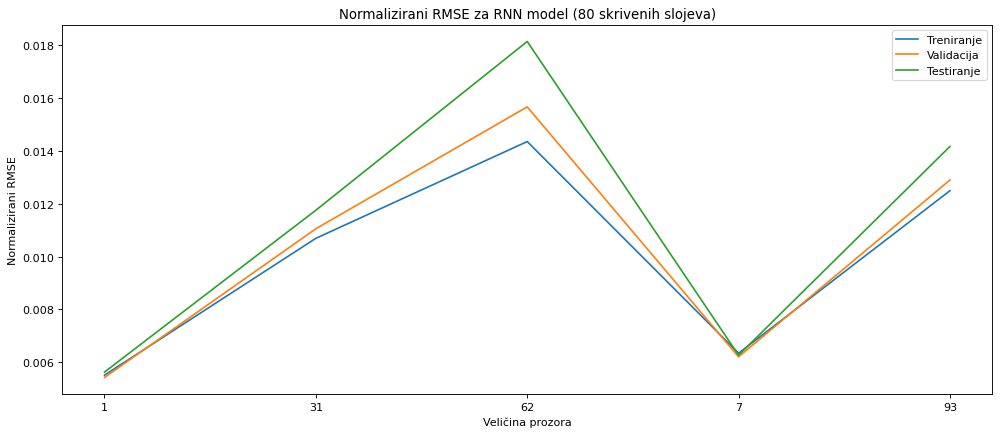 Normalizirani RMSE za RNN model (80 skrivenih slojeva)
Treniranje
Validacija
Testiranje
Normalizirani RMSE
0.018
0.016
0.014
0.012
0.010
0.008
0.006
1 31 62 7 93
Veličina prozora